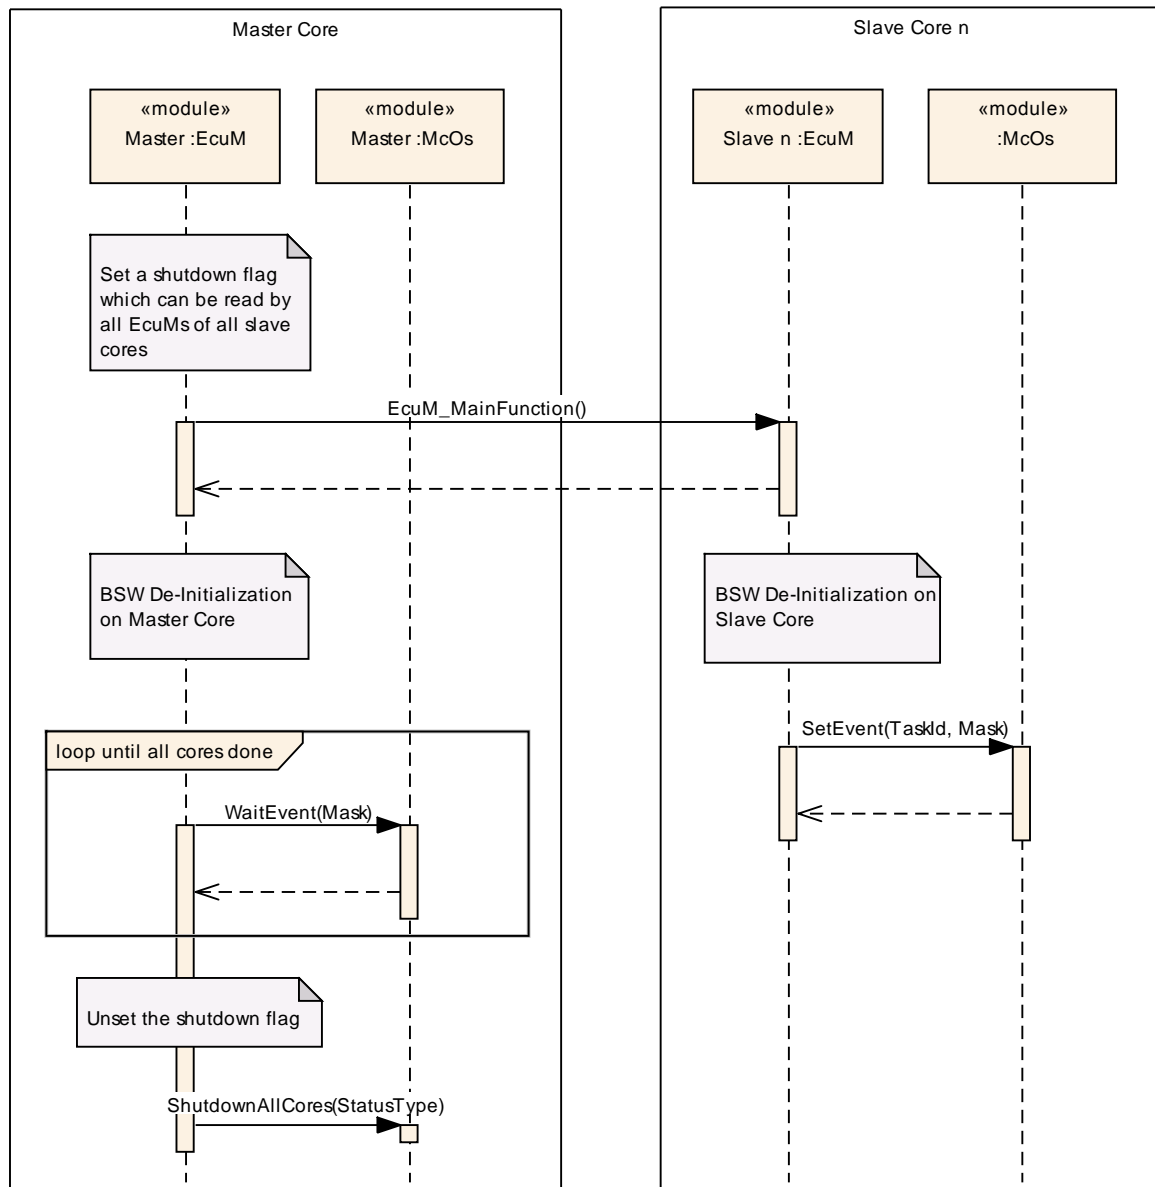 Master Core
Slave Core n
«module»
Master :EcuM
«module»
Master :McOs
«module»
Slave n :EcuM
«module»
:McOs
Set a shutdown flag
which can be read by
all EcuMs of all slave
cores
EcuM_MainFunction()
BSW De-Initialization
on Master Core
BSW De-Initialization on
Slave Core
SetEvent(TaskId, Mask)
loop until all cores done
WaitEvent(Mask)
Unset the shutdown flag
ShutdownAllCores(StatusType)